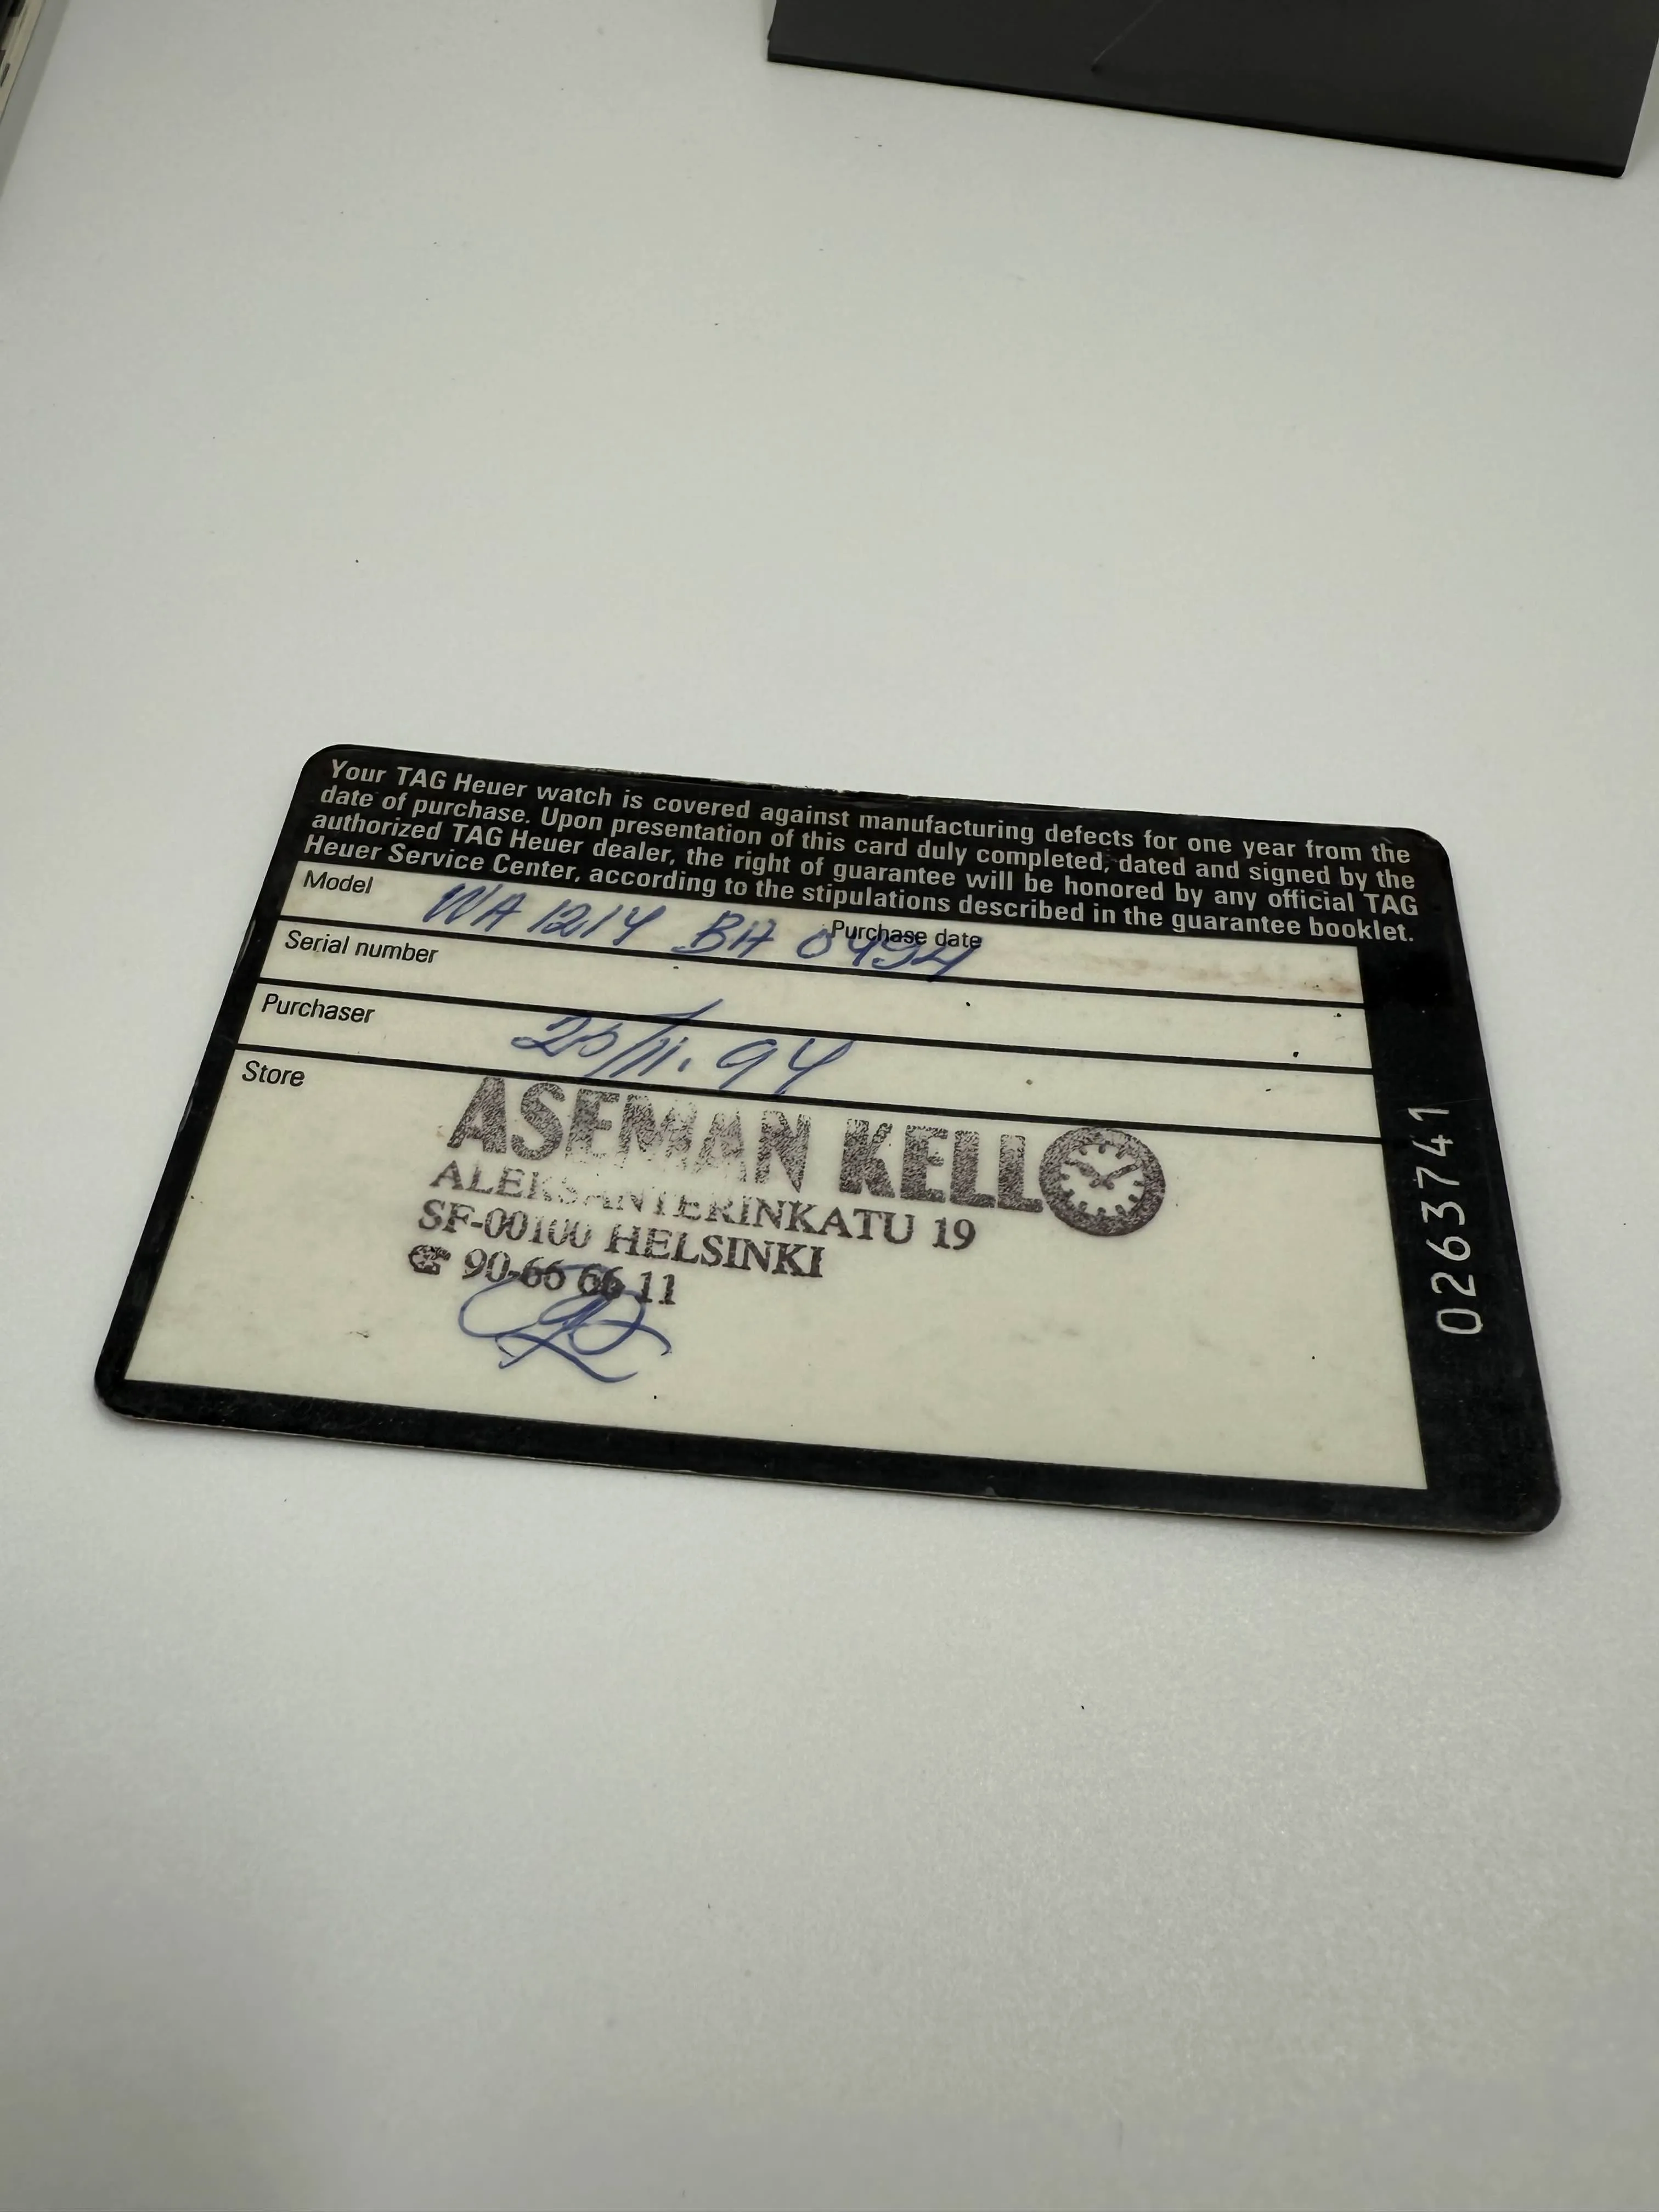 Your TAG Heuer watch is covered against manufacturing defects for one year from the
date of purchase. Upon presentation of this card duly completed, dated and signed by the
authorized TAG Heuer dealer, the right of guarantee will be honored by any official TAG
Heuer Service Center, according to the stipulations described in the guarantee booklet.
Model WA 1214 BH 0494 Purchase date
Serial number
Purchaser 25/11.94
Store
ASEMAN KELLO
ALEKSANTERINKATU 19
SF-00100 HELSINKI
☎ 90-66 66 11
0263741